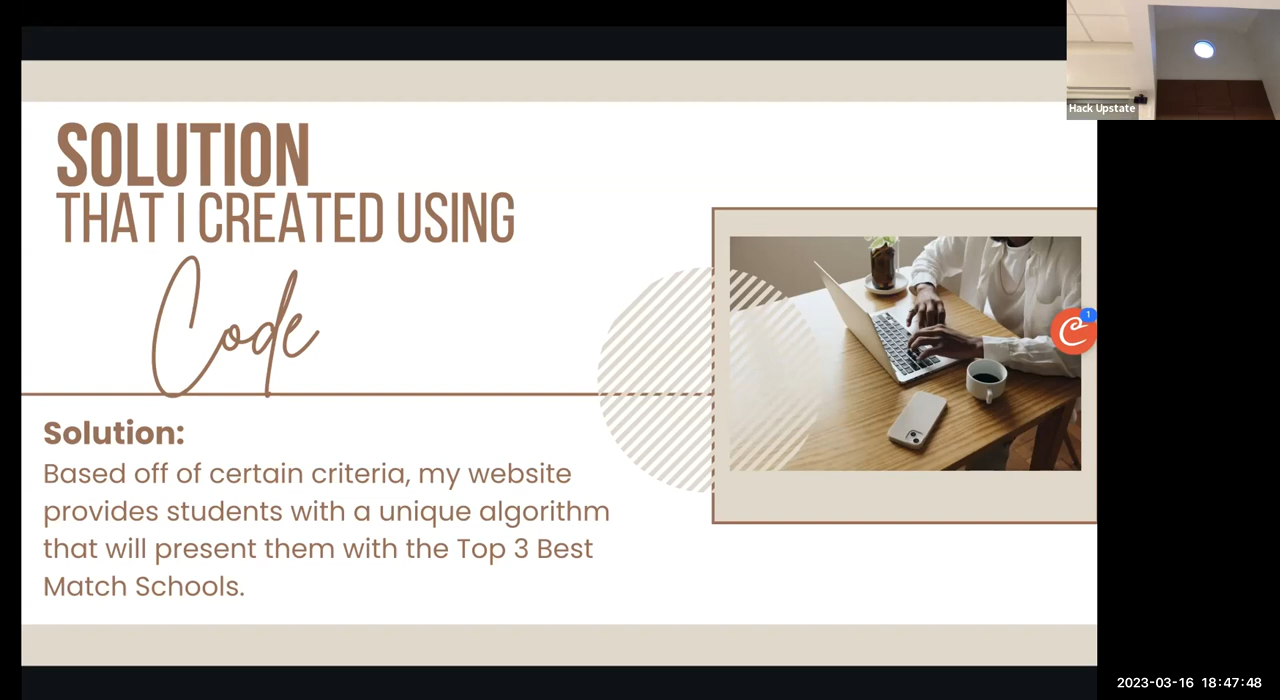 Hack Upstate
SOLUTION
THAT I CREATED USING
Code
1
Solution:
Based off of certain criteria, my website
provides students with a unique algorithm
that will present them with the Top 3 Best
Match Schools.
2023-03-16 18:47:48